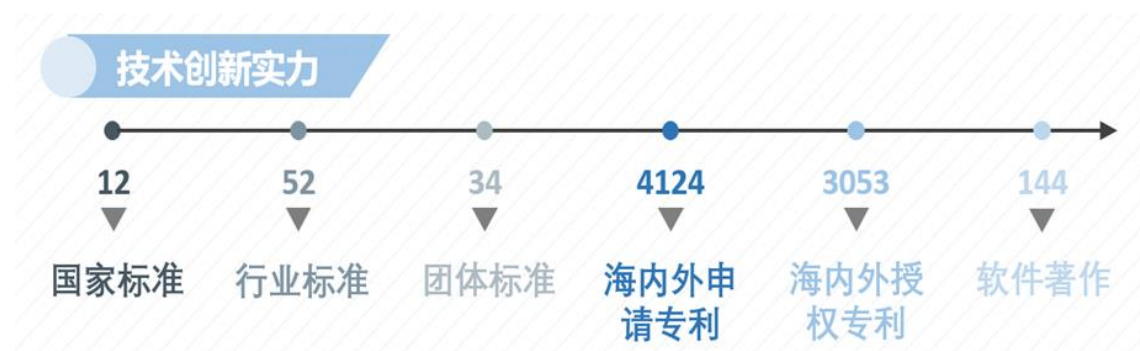 技术创新实力
12 52 34 4124 3053 144
国家标准 行业标准 团体标准 海内外申 海内外授 软件著作
请专利 权专利